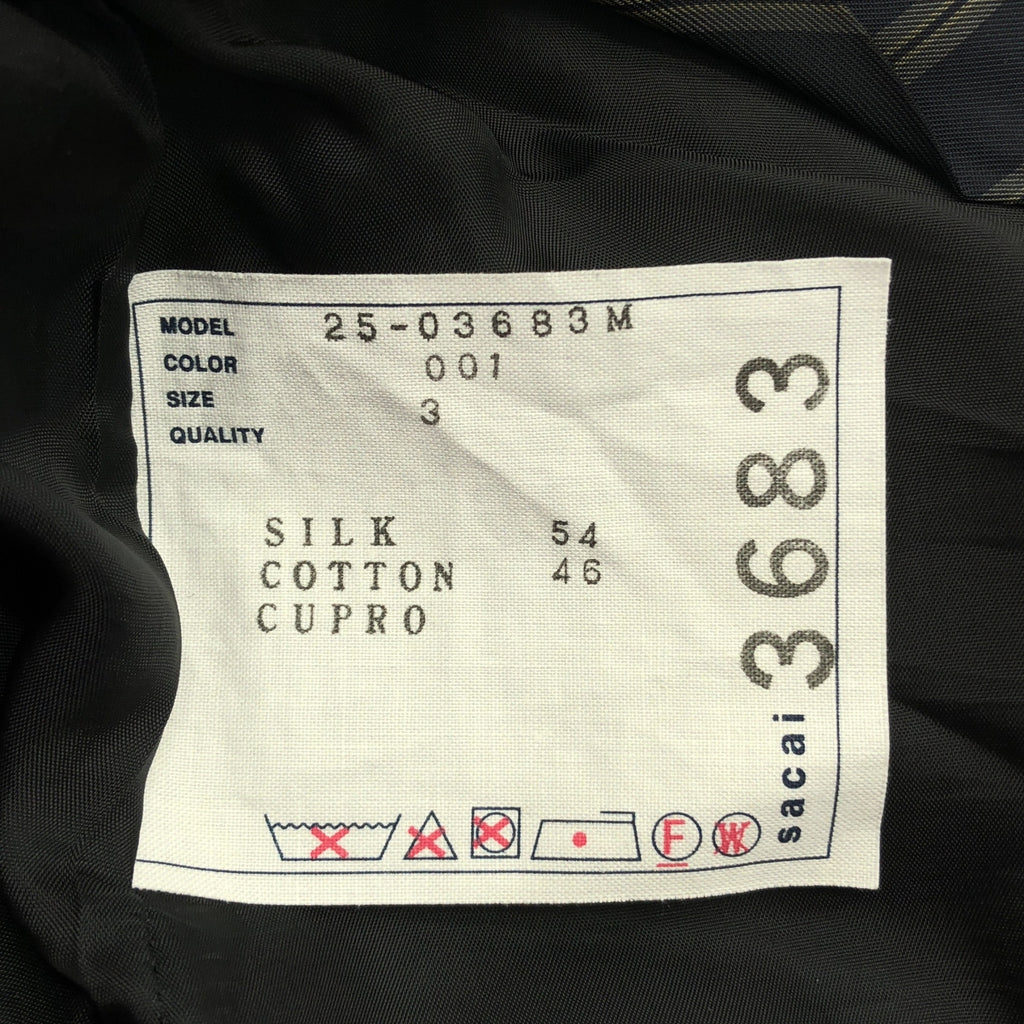 MODEL 25-03683M
COLOR 001
SIZE 3
QUALITY
SILK 54
COTTON 46
CUPRO
F W
sacai 3683